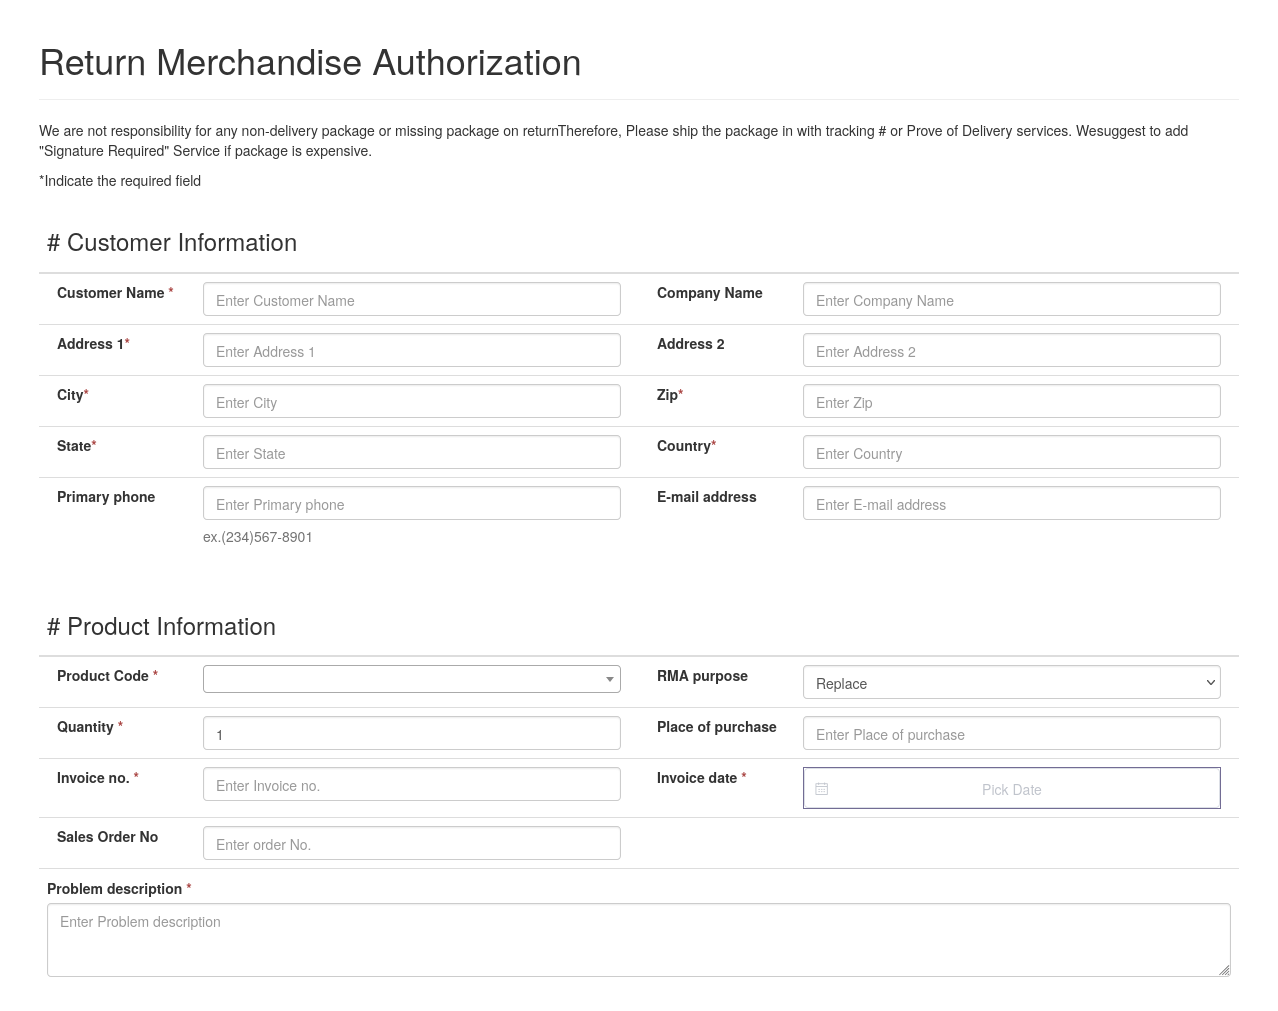 Return Merchandise Authorization
We are not responsibility for any non-delivery package or missing package on returnTherefore, Please ship the package in with tracking # or Prove of Delivery services. Wesuggest to add
"Signature Required" Service if package is expensive.
*Indicate the required field
# Customer Information
Customer Name * Enter Customer Name Company Name Enter Company Name
Address 1* Enter Address 1 Address 2 Enter Address 2
City* Enter City Zip* Enter Zip
State* Enter State Country* Enter Country
Primary phone Enter Primary phone E-mail address Enter E-mail address
ex.(234)567-8901
# Product Information
Product Code * RMA purpose Replace
Quantity * 1 Place of purchase Enter Place of purchase
Invoice no. * Enter Invoice no. Invoice date * Pick Date
Sales Order No Enter order No.
Problem description *
Enter Problem description